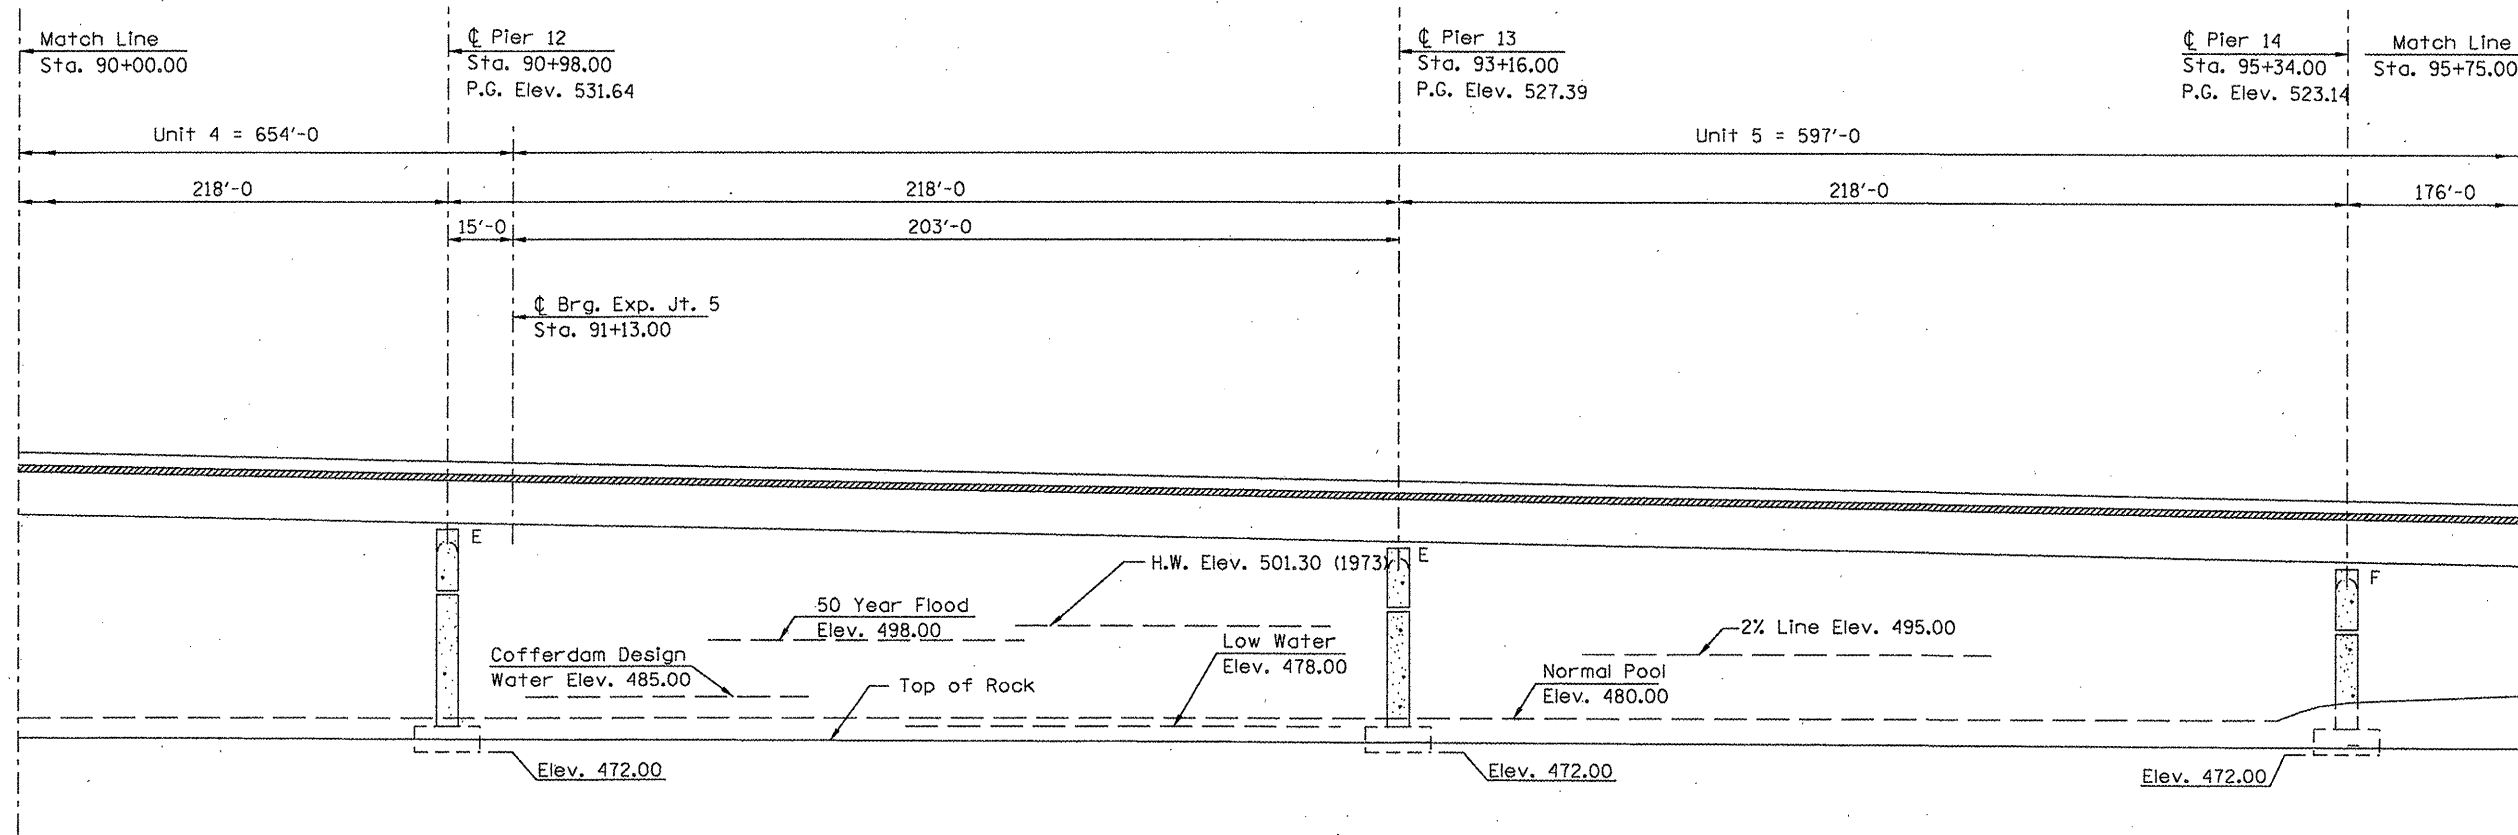 Match Line
Sta. 90+00.00
℄ Pier 12
Sta. 90+98.00
P.G. Elev. 531.64
℄ Pier 13
Sta. 93+16.00
P.G. Elev. 527.39
℄ Pier 14
Sta. 95+34.00
P.G. Elev. 523.14
Match Line
Sta. 95+75.00
Unit 4 = 654'-0
Unit 5 = 597'-0
218'-0
218'-0
218'-0
176'-0
15'-0
203'-0
℄ Brg. Exp. Jt. 5
Sta. 91+13.00
E
E
F
H.W. Elev. 501.30 (1973)
50 Year Flood
Elev. 498.00
Low Water
Elev. 478.00
2% Line Elev. 495.00
Cofferdam Design
Water Elev. 485.00
Top of Rock
Normal Pool
Elev. 480.00
Elev. 472.00
Elev. 472.00
Elev. 472.00